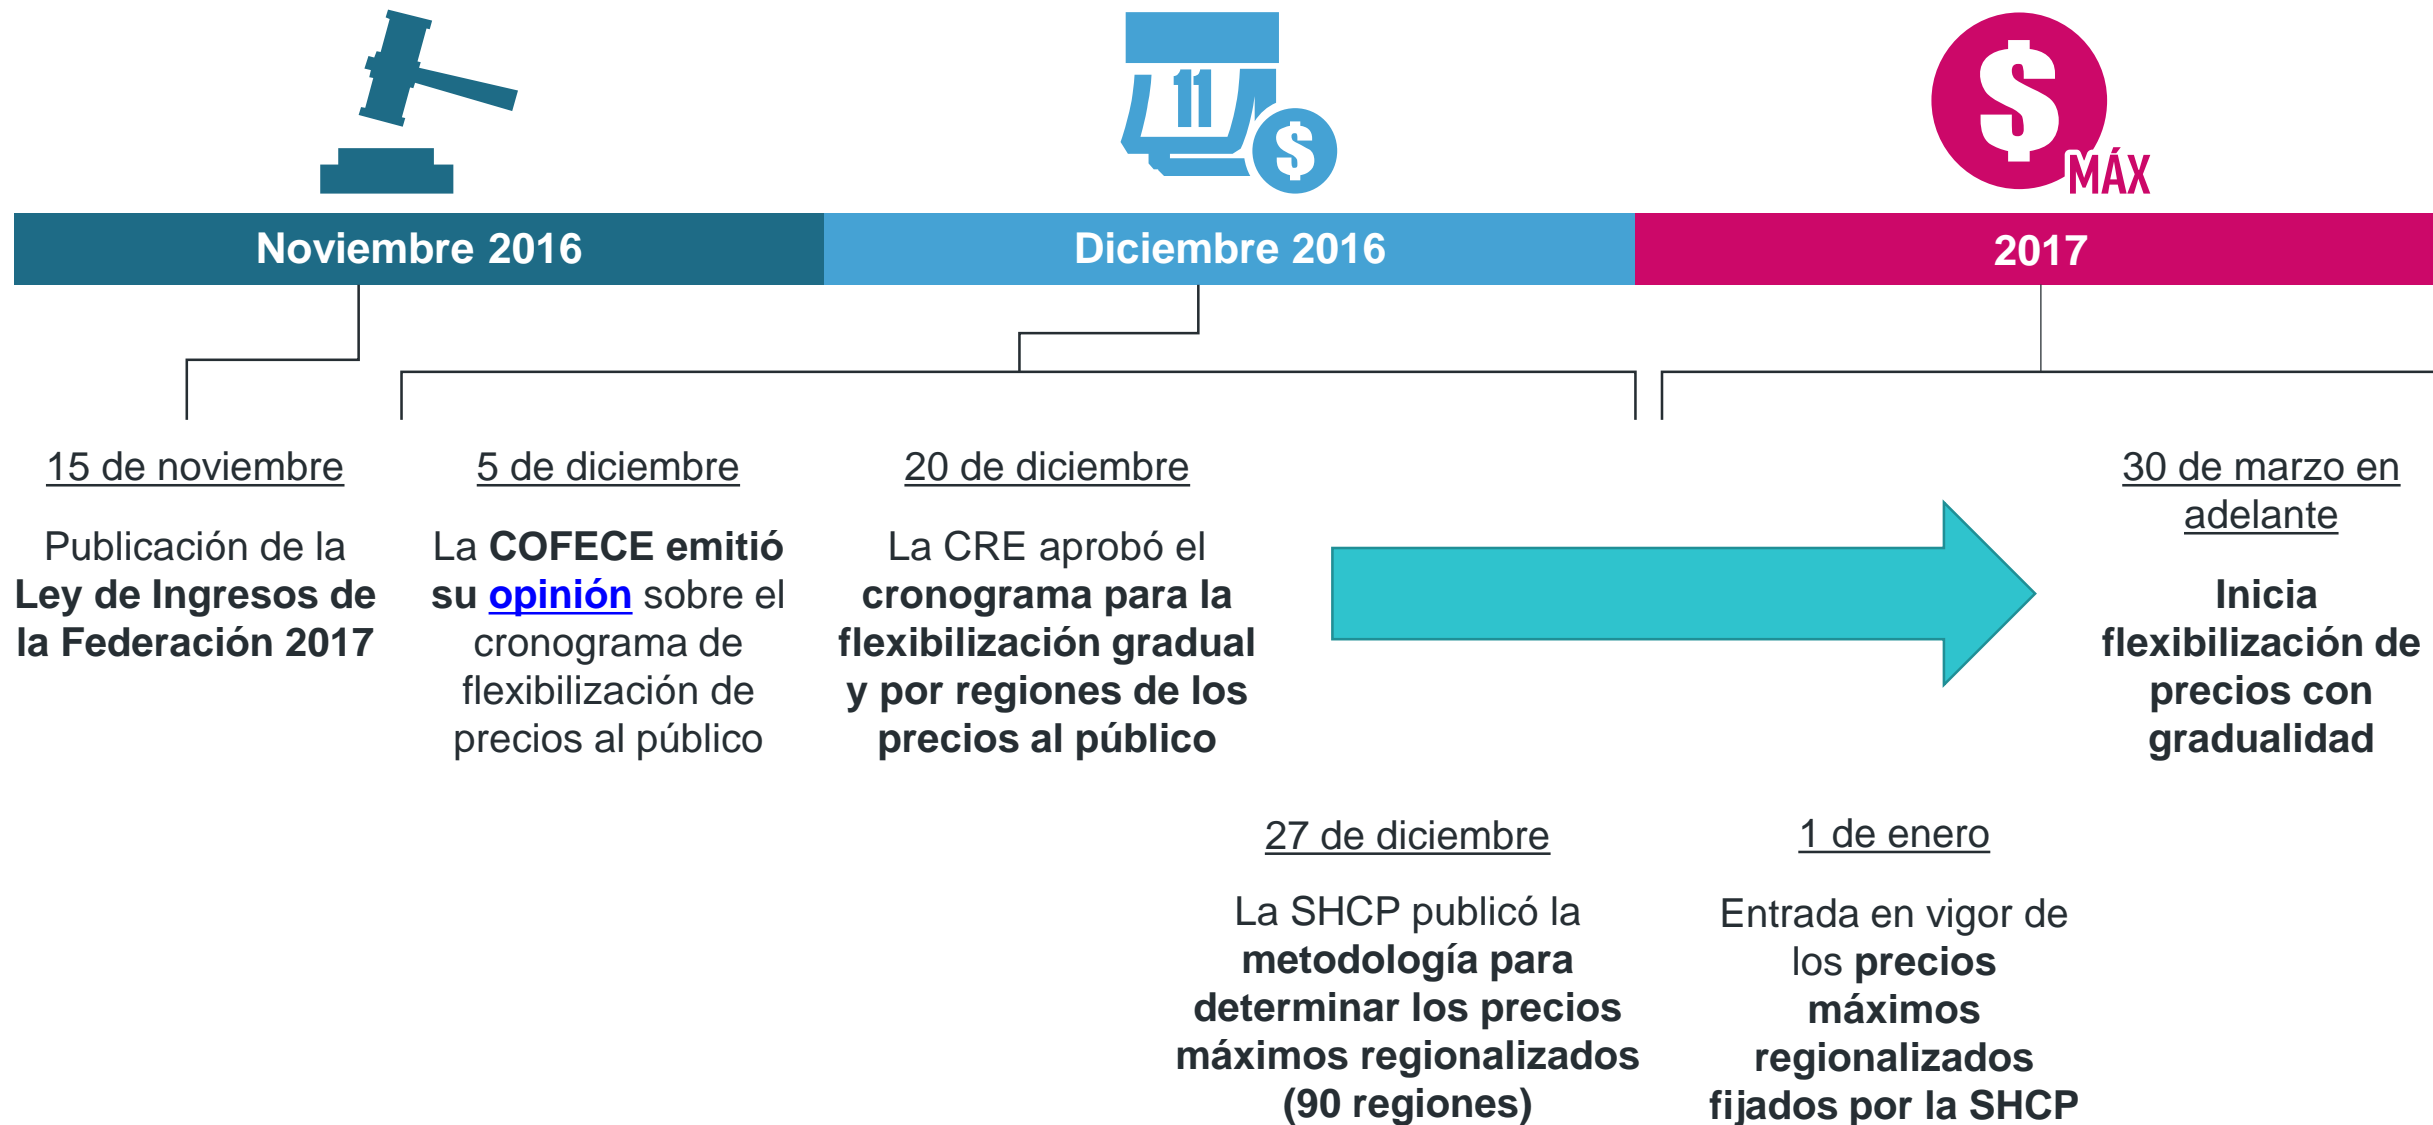 11
$
$
MÁX
Noviembre 2016
Diciembre 2016
2017
15 de noviembre
Publicación de la
Ley de Ingresos de
la Federación 2017
5 de diciembre
La COFECE emitió
su opinión sobre el
cronograma de
flexibilización de
precios al público
20 de diciembre
La CRE aprobó el
cronograma para la
flexibilización gradual
y por regiones de los
precios al público
27 de diciembre
La SHCP publicó la
metodología para
determinar los precios
máximos regionalizados
(90 regiones)
1 de enero
Entrada en vigor de
los precios
máximos
regionalizados
fijados por la SHCP
30 de marzo en
adelante
Inicia
flexibilización de
precios con
gradualidad